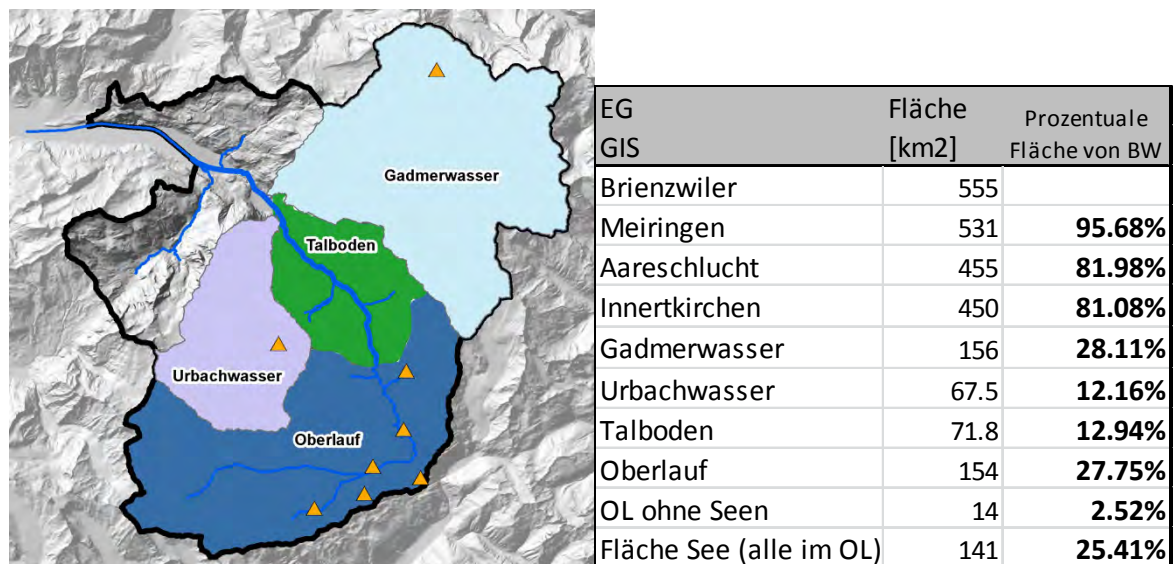 Gadmerwasser
Talboden
Urbachwasser
Oberlauf
EG Fläche Prozentuale
GIS [km2] Fläche von BW
Brienzwiler 555
Meiringen 531 95.68%
Aareschlucht 455 81.98%
Innertkirchen 450 81.08%
Gadmerwasser 156 28.11%
Urbachwasser 67.5 12.16%
Talboden 71.8 12.94%
Oberlauf 154 27.75%
OL ohne Seen 14 2.52%
Fläche See (alle im OL) 141 25.41%